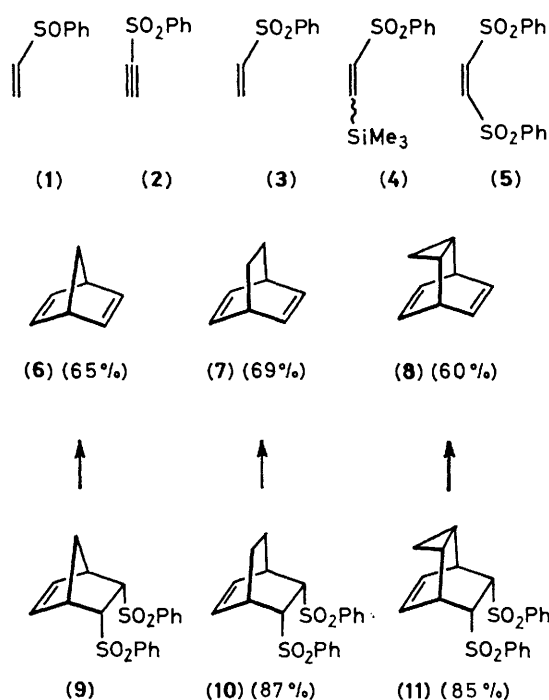 SOPh SO2Ph SO2Ph SO2Ph SO2Ph
SiMe3 SO2Ph
(1) (2) (3) (4) (5)
(6) (65%) (7) (69%) (8) (60%)
SO2Ph SO2Ph SO2Ph
SO2Ph SO2Ph SO2Ph
(9) (10) (87%) (11) (85%)